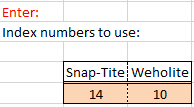 Enter:
Index numbers to use:
Snap-Tite Weholite
14 10